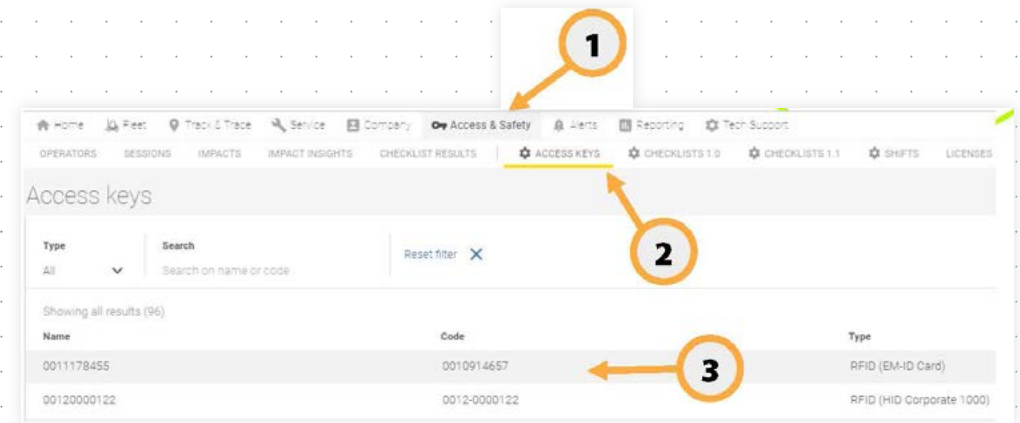 1
Home Fleet Track & Trace Service Company Access & Safety Alerts Reporting Tech Support
OPERATORS SESSIONS IMPACTS IMPACT INSIGHTS CHECKLIST RESULTS ACCESS KEYS CHECKLISTS 1.0 CHECKLISTS 1.1 SHIFTS LICENSES
Access keys
2
Type Search
Reset filter
All Search on name or code
Showing all results (96)
Name Code Type
0011178455 0010914657 RFID (EM-ID Card)
3
00120000122 0012-0000122 RFID (HID Corporate 1000)